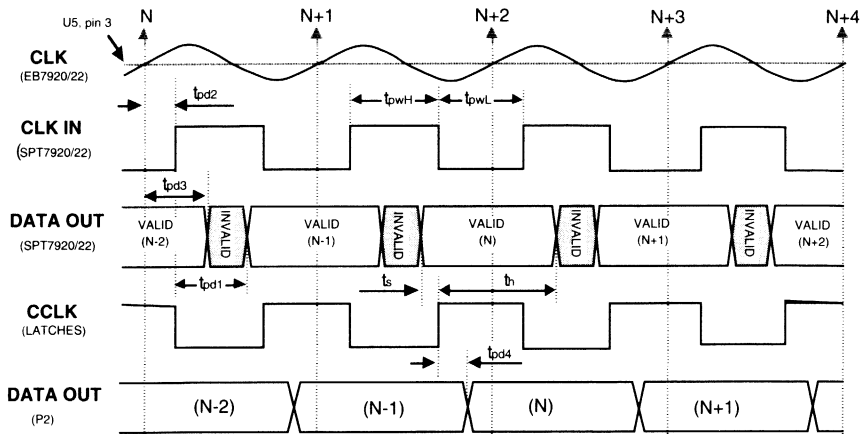 N N+1 N+2 N+3 N+4
U5, pin 3
CLK
(EB7920/22)
tpd2
tpwH tpwL
CLK IN
(SPT7920/22)
tpd3
DATA OUT
(SPT7920/22)
VALID
(N-2)
INVALID
VALID
(N-1)
INVALID
VALID
(N)
INVALID
VALID
(N+1)
INVALID
VALID
(N+2)
tpd1
ts
th
CCLK
(LATCHES)
tpd4
DATA OUT
(P2)
(N-2) (N-1) (N) (N+1)